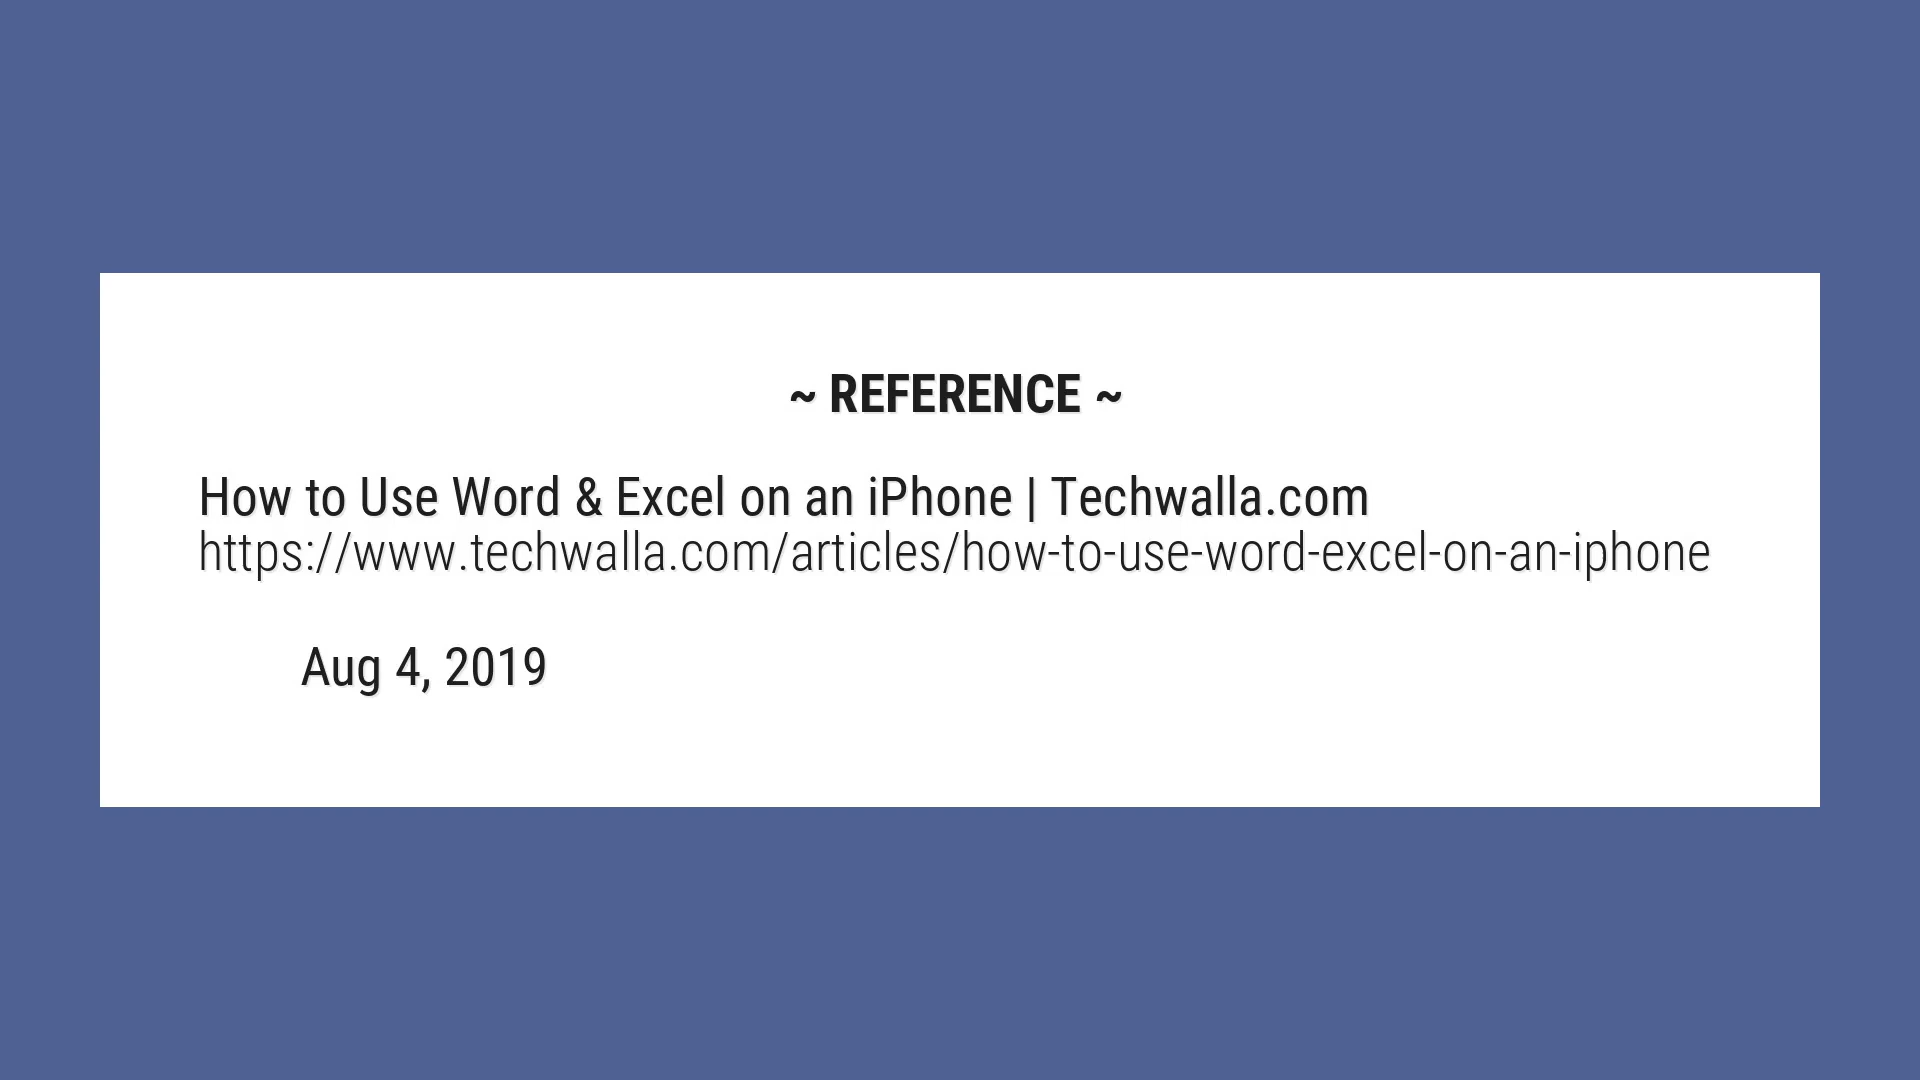 ~ REFERENCE ~
How to Use Word & Excel on an iPhone | Techwalla.com
https://www.techwalla.com/articles/how-to-use-word-excel-on-an-iphone
Aug 4, 2019